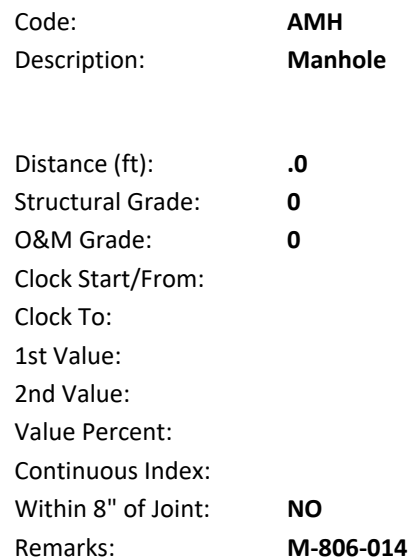 Code: AMH
Description: Manhole
Distance (ft): .0
Structural Grade: 0
O&M Grade: 0
Clock Start/From:
Clock To:
1st Value:
2nd Value:
Value Percent:
Continuous Index:
Within 8" of Joint: NO
Remarks: M-806-014